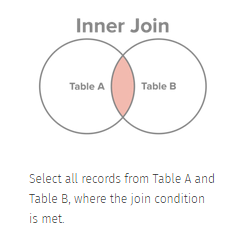 Inner Join
Table A
Table B
Select all records from Table A and
Table B, where the join condition
is met.